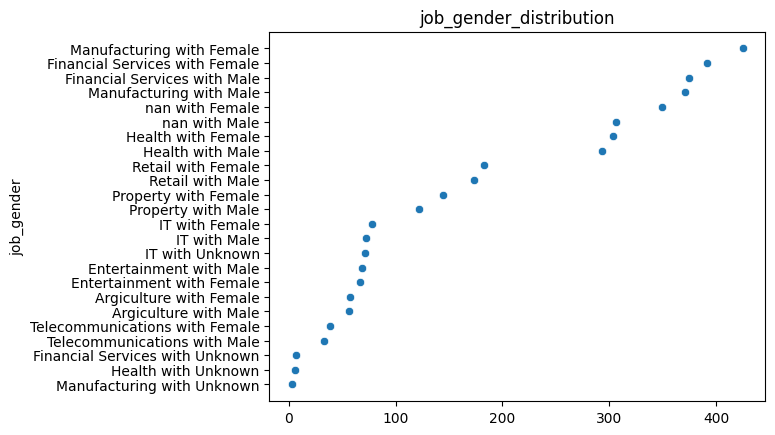 job_gender_distribution
Manufacturing with Female
Financial Services with Female
Financial Services with Male
Manufacturing with Male
nan with Female
nan with Male
Health with Female
Health with Male
Retail with Female
Retail with Male
Property with Female
Property with Male
IT with Female
IT with Male
IT with Unknown
Entertainment with Male
Entertainment with Female
Argiculture with Female
Argiculture with Male
Telecommunications with Female
Telecommunications with Male
Financial Services with Unknown
Health with Unknown
Manufacturing with Unknown
job_gender
0 100 200 300 400